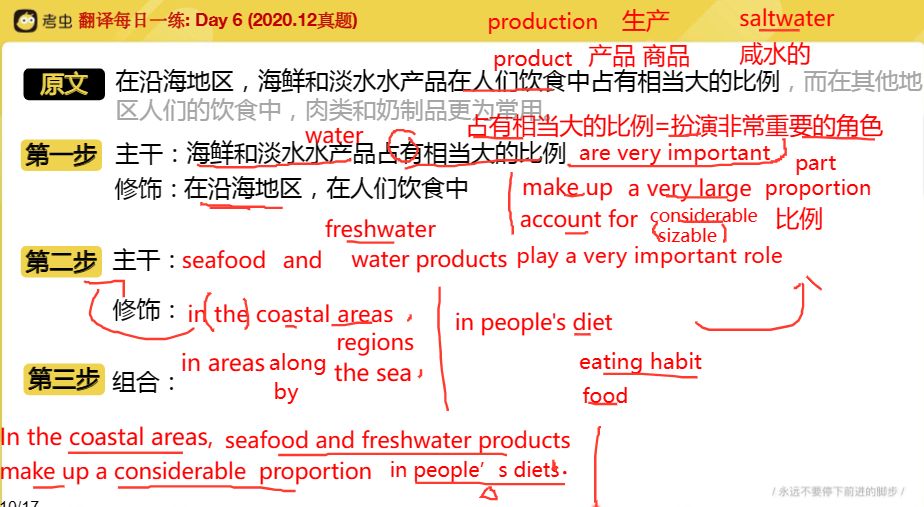 考虫 翻译每日一练: Day 6 (2020.12真题)
production 生产 saltwater
product 产品 商品 咸水的
原文 在沿海地区，海鲜和淡水水产品在人们饮食中占有相当大的比例，而在其他地
区人们的饮食中，肉类和奶制品更为常用。
water 占有相当大的比例=扮演非常重要的角色
第一步 主干：海鲜和淡水水产品占有相当大的比例 are very important
part
修饰：在沿海地区，在人们饮食中 make up a very large proportion
account for considerable 比例
sizable
freshwater
第二步 主干：seafood and water products play a very important role
修饰：in (the) coastal areas， in people's diet
regions
in areas along the sea， eating habit
by
food
第三步 组合：
In the coastal areas, seafood and freshwater products
make up a considerable proportion in people's diets.
/ 永远不要停下前进的脚步 /
10/17